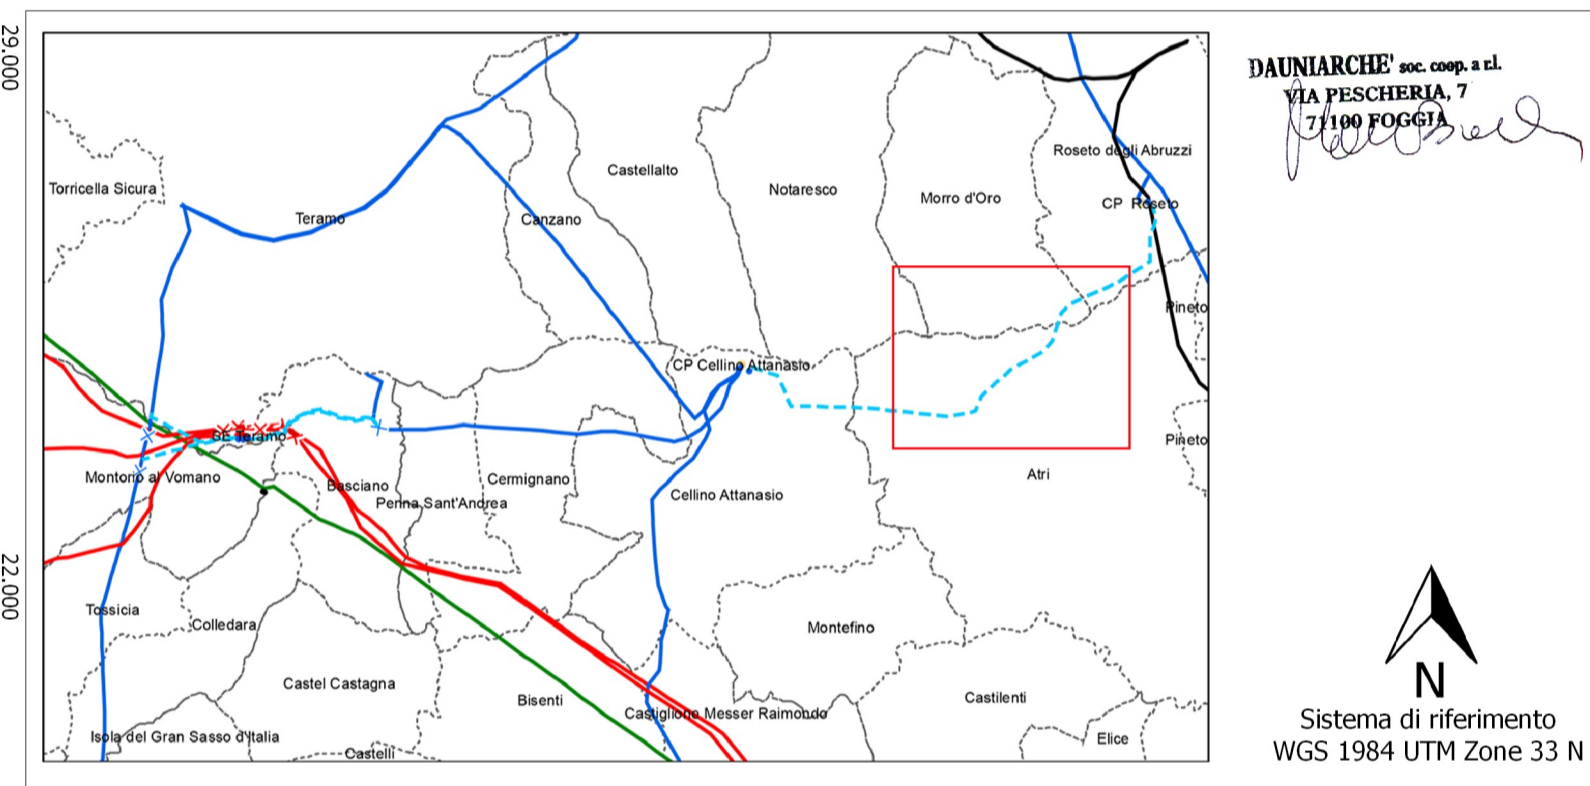 29.000
22.000
Torricella Sicura
Teramo
Canzano
Castellalto
Notaresco
Morro d'Oro
Roseto degli Abruzzi
CP Roseto
Pineto
CP Cellino Attanasio
SE Teramo
Montorio al Vomano
Basciano
Penna Sant'Andrea
Cermignano
Cellino Attanasio
Atri
Pineto
Tossicia
Colledara
Montefino
Castel Castagna
Bisenti
Castiglione Messer Raimondo
Castilenti
Elice
Isola del Gran Sasso d'Italia
Castelli
DAUNIARCHE' soc. coop. a r.l.
VIA PESCHERIA, 7
71100 FOGGIA
N
Sistema di riferimento
WGS 1984 UTM Zone 33 N